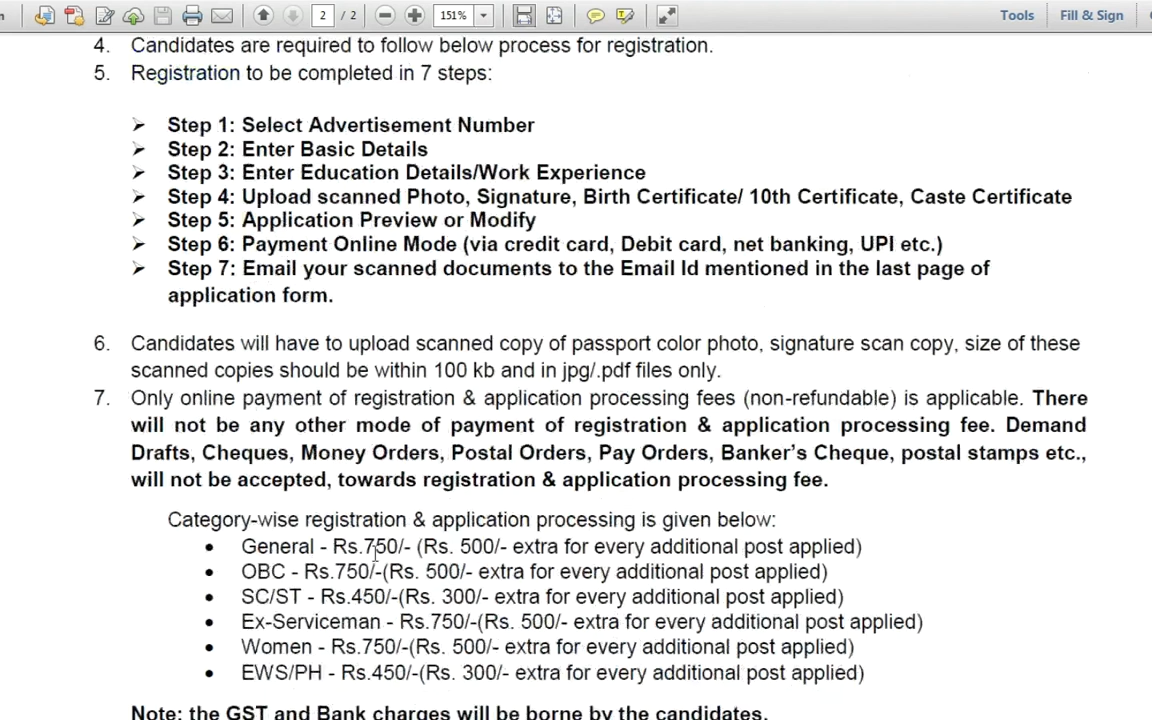 2 / 2 151% Tools Fill & Sign
4. Candidates are required to follow below process for registration.
5. Registration to be completed in 7 steps:
➢ Step 1: Select Advertisement Number
➢ Step 2: Enter Basic Details
➢ Step 3: Enter Education Details/Work Experience
➢ Step 4: Upload scanned Photo, Signature, Birth Certificate/ 10th Certificate, Caste Certificate
➢ Step 5: Application Preview or Modify
➢ Step 6: Payment Online Mode (via credit card, Debit card, net banking, UPI etc.)
➢ Step 7: Email your scanned documents to the Email Id mentioned in the last page of
application form.
6. Candidates will have to upload scanned copy of passport color photo, signature scan copy, size of these
scanned copies should be within 100 kb and in jpg/.pdf files only.
7. Only online payment of registration & application processing fees (non-refundable) is applicable. There
will not be any other mode of payment of registration & application processing fee. Demand
Drafts, Cheques, Money Orders, Postal Orders, Pay Orders, Banker's Cheque, postal stamps etc.,
will not be accepted, towards registration & application processing fee.
Category-wise registration & application processing is given below:
• General - Rs.750/- (Rs. 500/- extra for every additional post applied)
• OBC - Rs.750/-(Rs. 500/- extra for every additional post applied)
• SC/ST - Rs.450/-(Rs. 300/- extra for every additional post applied)
• Ex-Serviceman - Rs.750/-(Rs. 500/- extra for every additional post applied)
• Women - Rs.750/-(Rs. 500/- extra for every additional post applied)
• EWS/PH - Rs.450/-(Rs. 300/- extra for every additional post applied)
Note: the GST and Bank charges will be borne by the candidates.